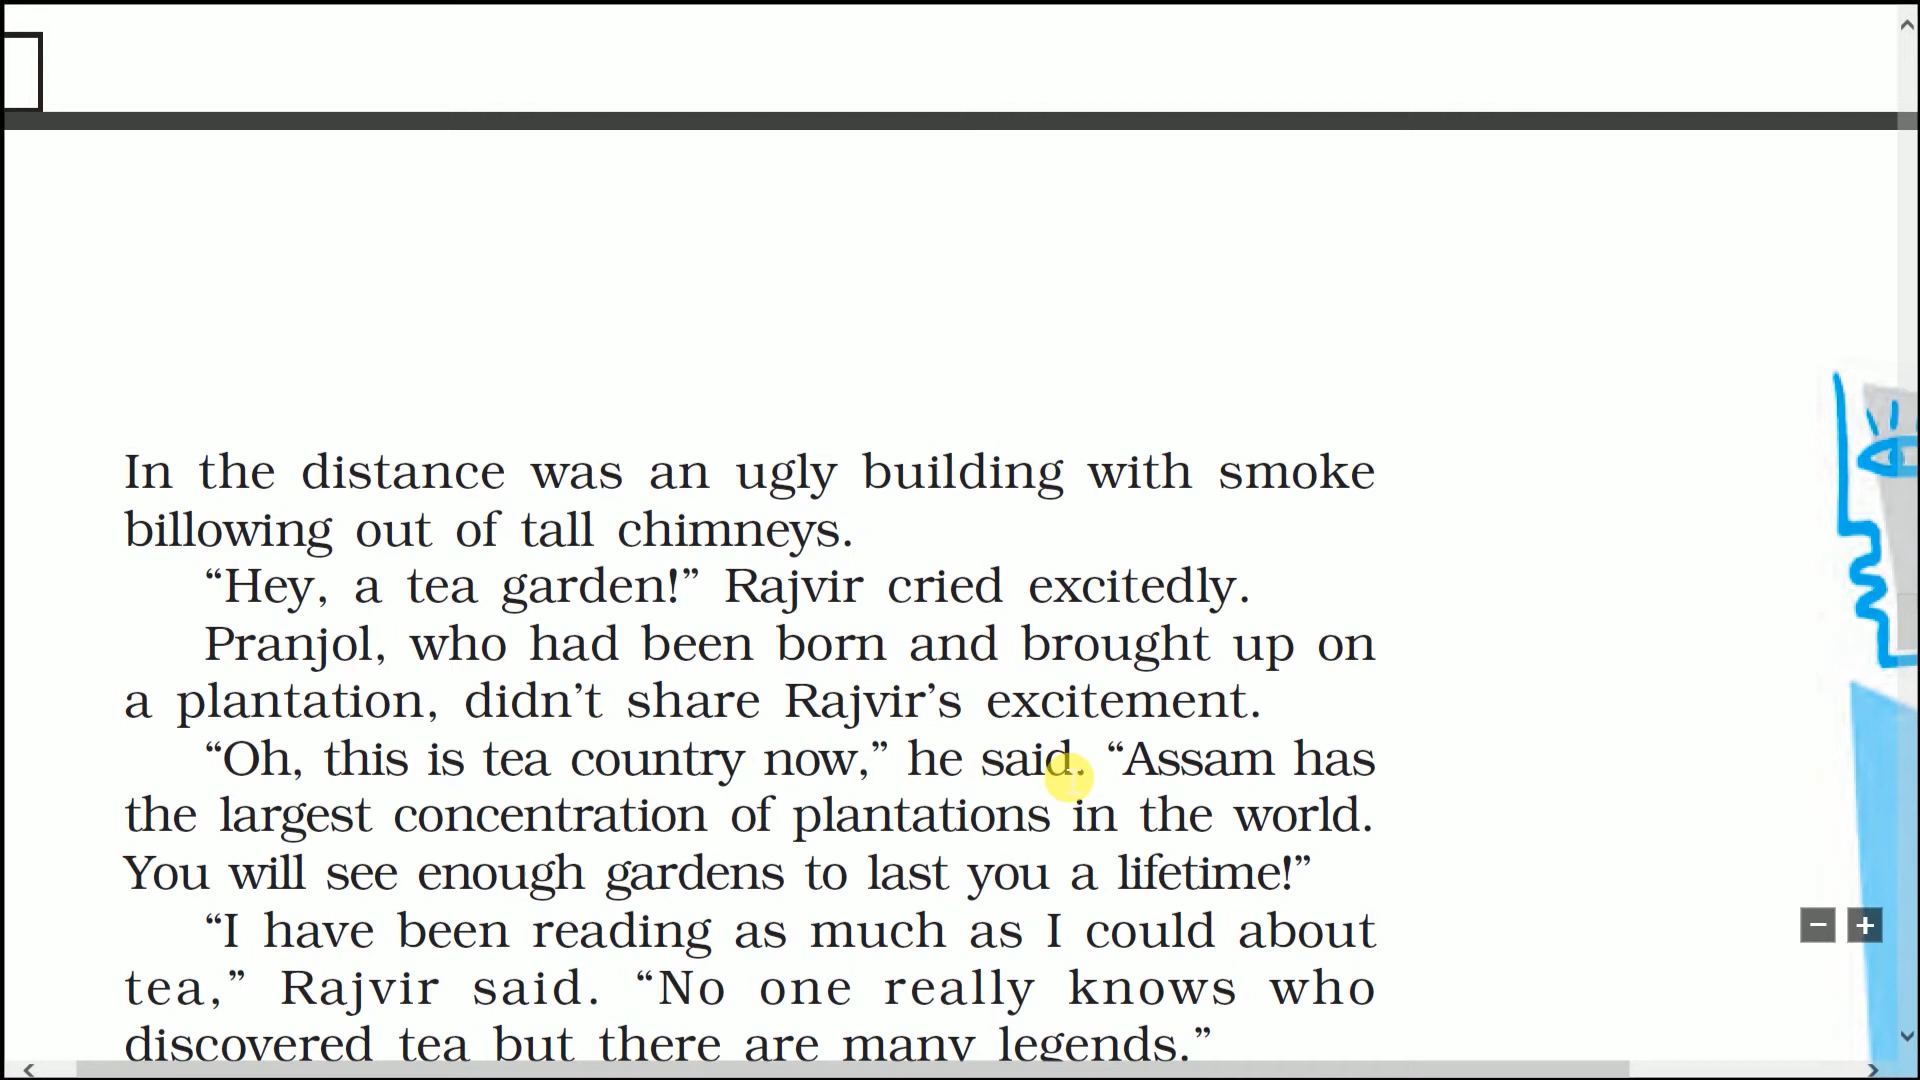 In the distance was an ugly building with smoke
billowing out of tall chimneys.
“Hey, a tea garden!” Rajvir cried excitedly.
Pranjol, who had been born and brought up on
a plantation, didn’t share Rajvir’s excitement.
“Oh, this is tea country now,” he said. “Assam has
the largest concentration of plantations in the world.
You will see enough gardens to last you a lifetime!”
“I have been reading as much as I could about
tea,” Rajvir said. “No one really knows who
discovered tea but there are many legends.”